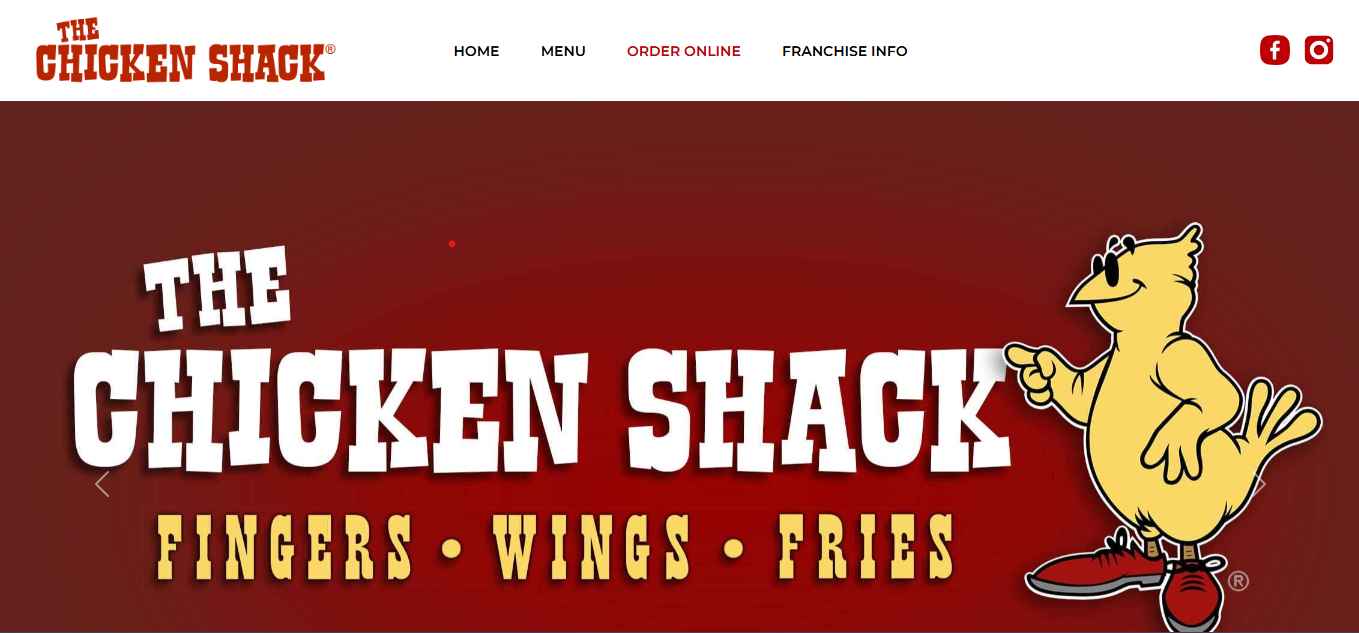 THE
CHICKEN SHACK®
HOME MENU ORDER ONLINE FRANCHISE INFO
THE
CHICKEN SHACK
FINGERS • WINGS • FRIES
®